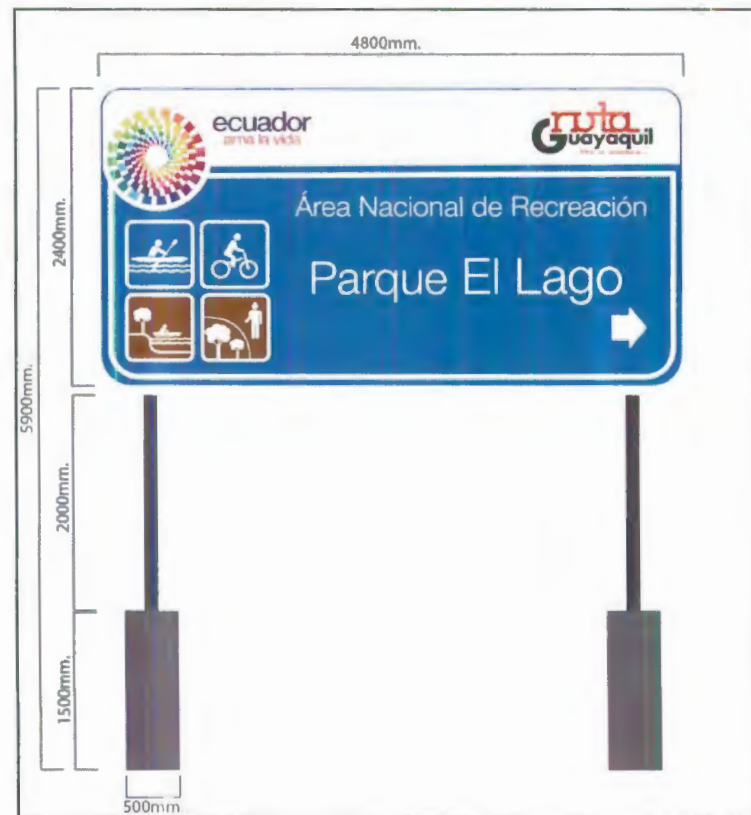 4800mm.
ecuador
ama la vida
ruta
Guayaquil
Área Nacional de Recreación
Parque El Lago
2400mm.
5900mm.
2000mm.
1500mm.
500mm